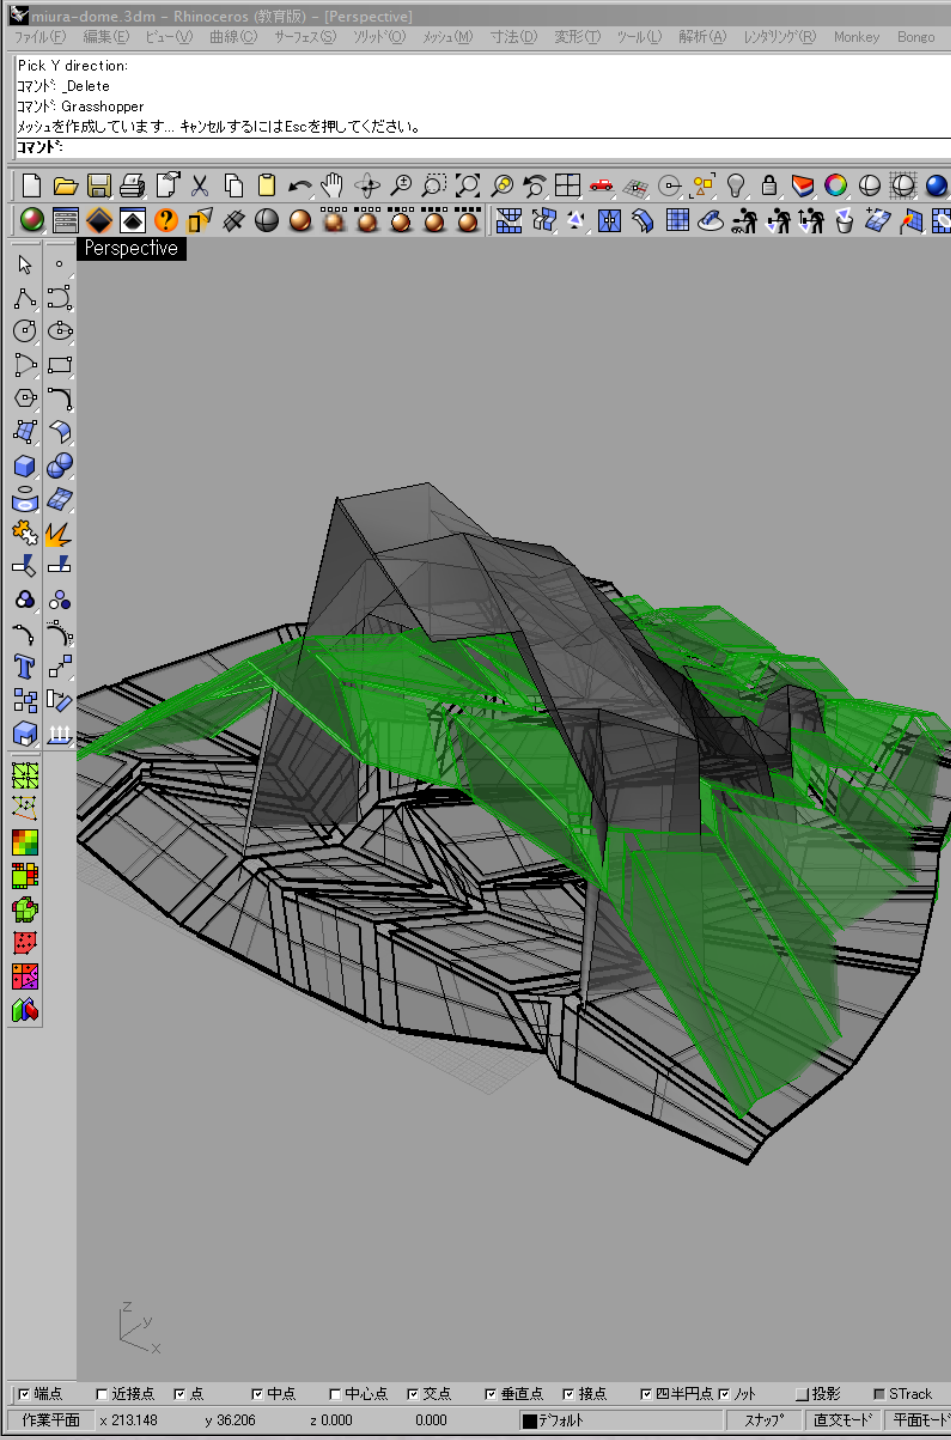 miura-dome.3dm - Rhinoceros (教育版) - [Perspective]
ファイル(F) 編集(E) ビュー(V) 曲線(C) サーフェス(S) ソリッド(O) メッシュ(M) 寸法(D) 変形(T) ツール(L) 解析(A) レンダリング(R) Monkey Bongo
Pick Y direction:
コマンド: _Delete
コマンド: Grasshopper
メッシュを作成しています... キャンセルするにはEscを押してください。
コマンド:
Perspective
z
y
x
端点 近接点 点 中点 中心点 交点 垂直点 接点 四半円点 ノット 投影 STrack
作業平面 x 213.148 y 36.206 z 0.000 0.000 デフォルト スナップ 直交モード 平面モード